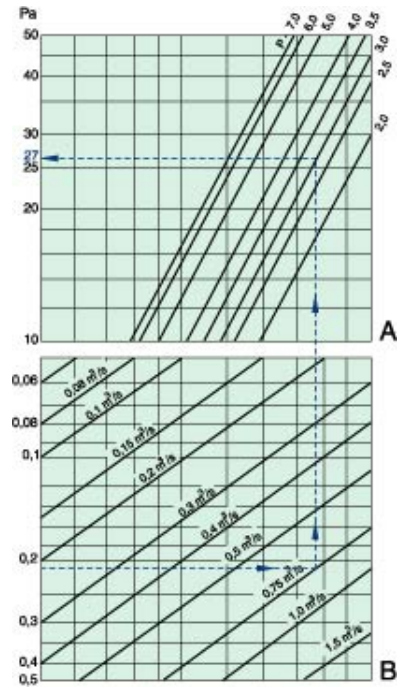 Pa
P 7,0 6,0 5,0 4,0 3,5
3,0
2,5
2,0
50
40
30
27
25
20
10
A
0,06
0,08
0,1
0,2
0,3
0,4
0,5
0,08 m³/s
0,1 m³/s
0,15 m³/s
0,2 m³/s
0,3 m³/s
0,4 m³/s
0,5 m³/s
0,75 m³/s
1,0 m³/s
1,5 m³/s
B